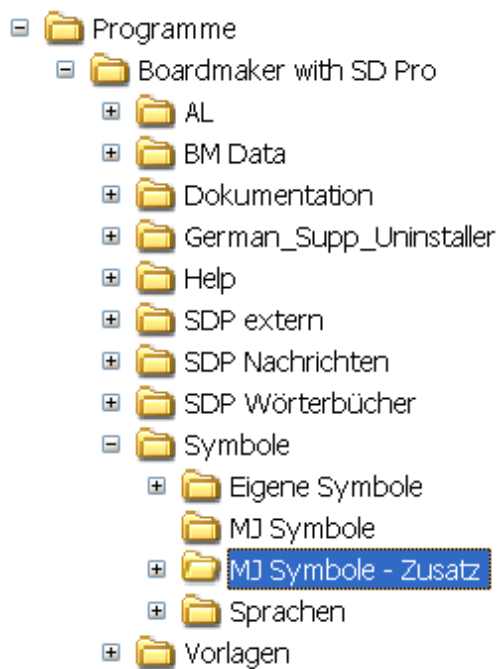 Programme
Boardmaker with SD Pro
AL
BM Data
Dokumentation
German_Supp_Uninstaller
Help
SDP extern
SDP Nachrichten
SDP Wörterbücher
Symbole
Eigene Symbole
MJ Symbole
MJ Symbole - Zusatz
Sprachen
Vorlagen